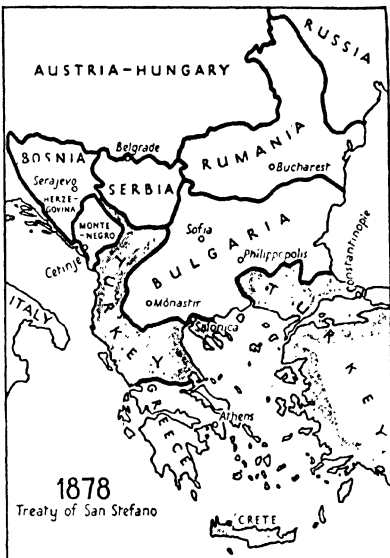 RUSSIA
AUSTRIA–HUNGARY
Belgrade
BOSNIA
RUMANIA
Bucharest
Serajevo
HERZE-
GOVINA
SERBIA
MONTE-
NEGRO
Cetinje
Sofia
BULGARIA
Philippopolis
Constantinople
ITALY
TURKEY
Monastir
Salonica
TURKEY
GREECE
Athens
1878
Treaty of San Stefano
CRETE